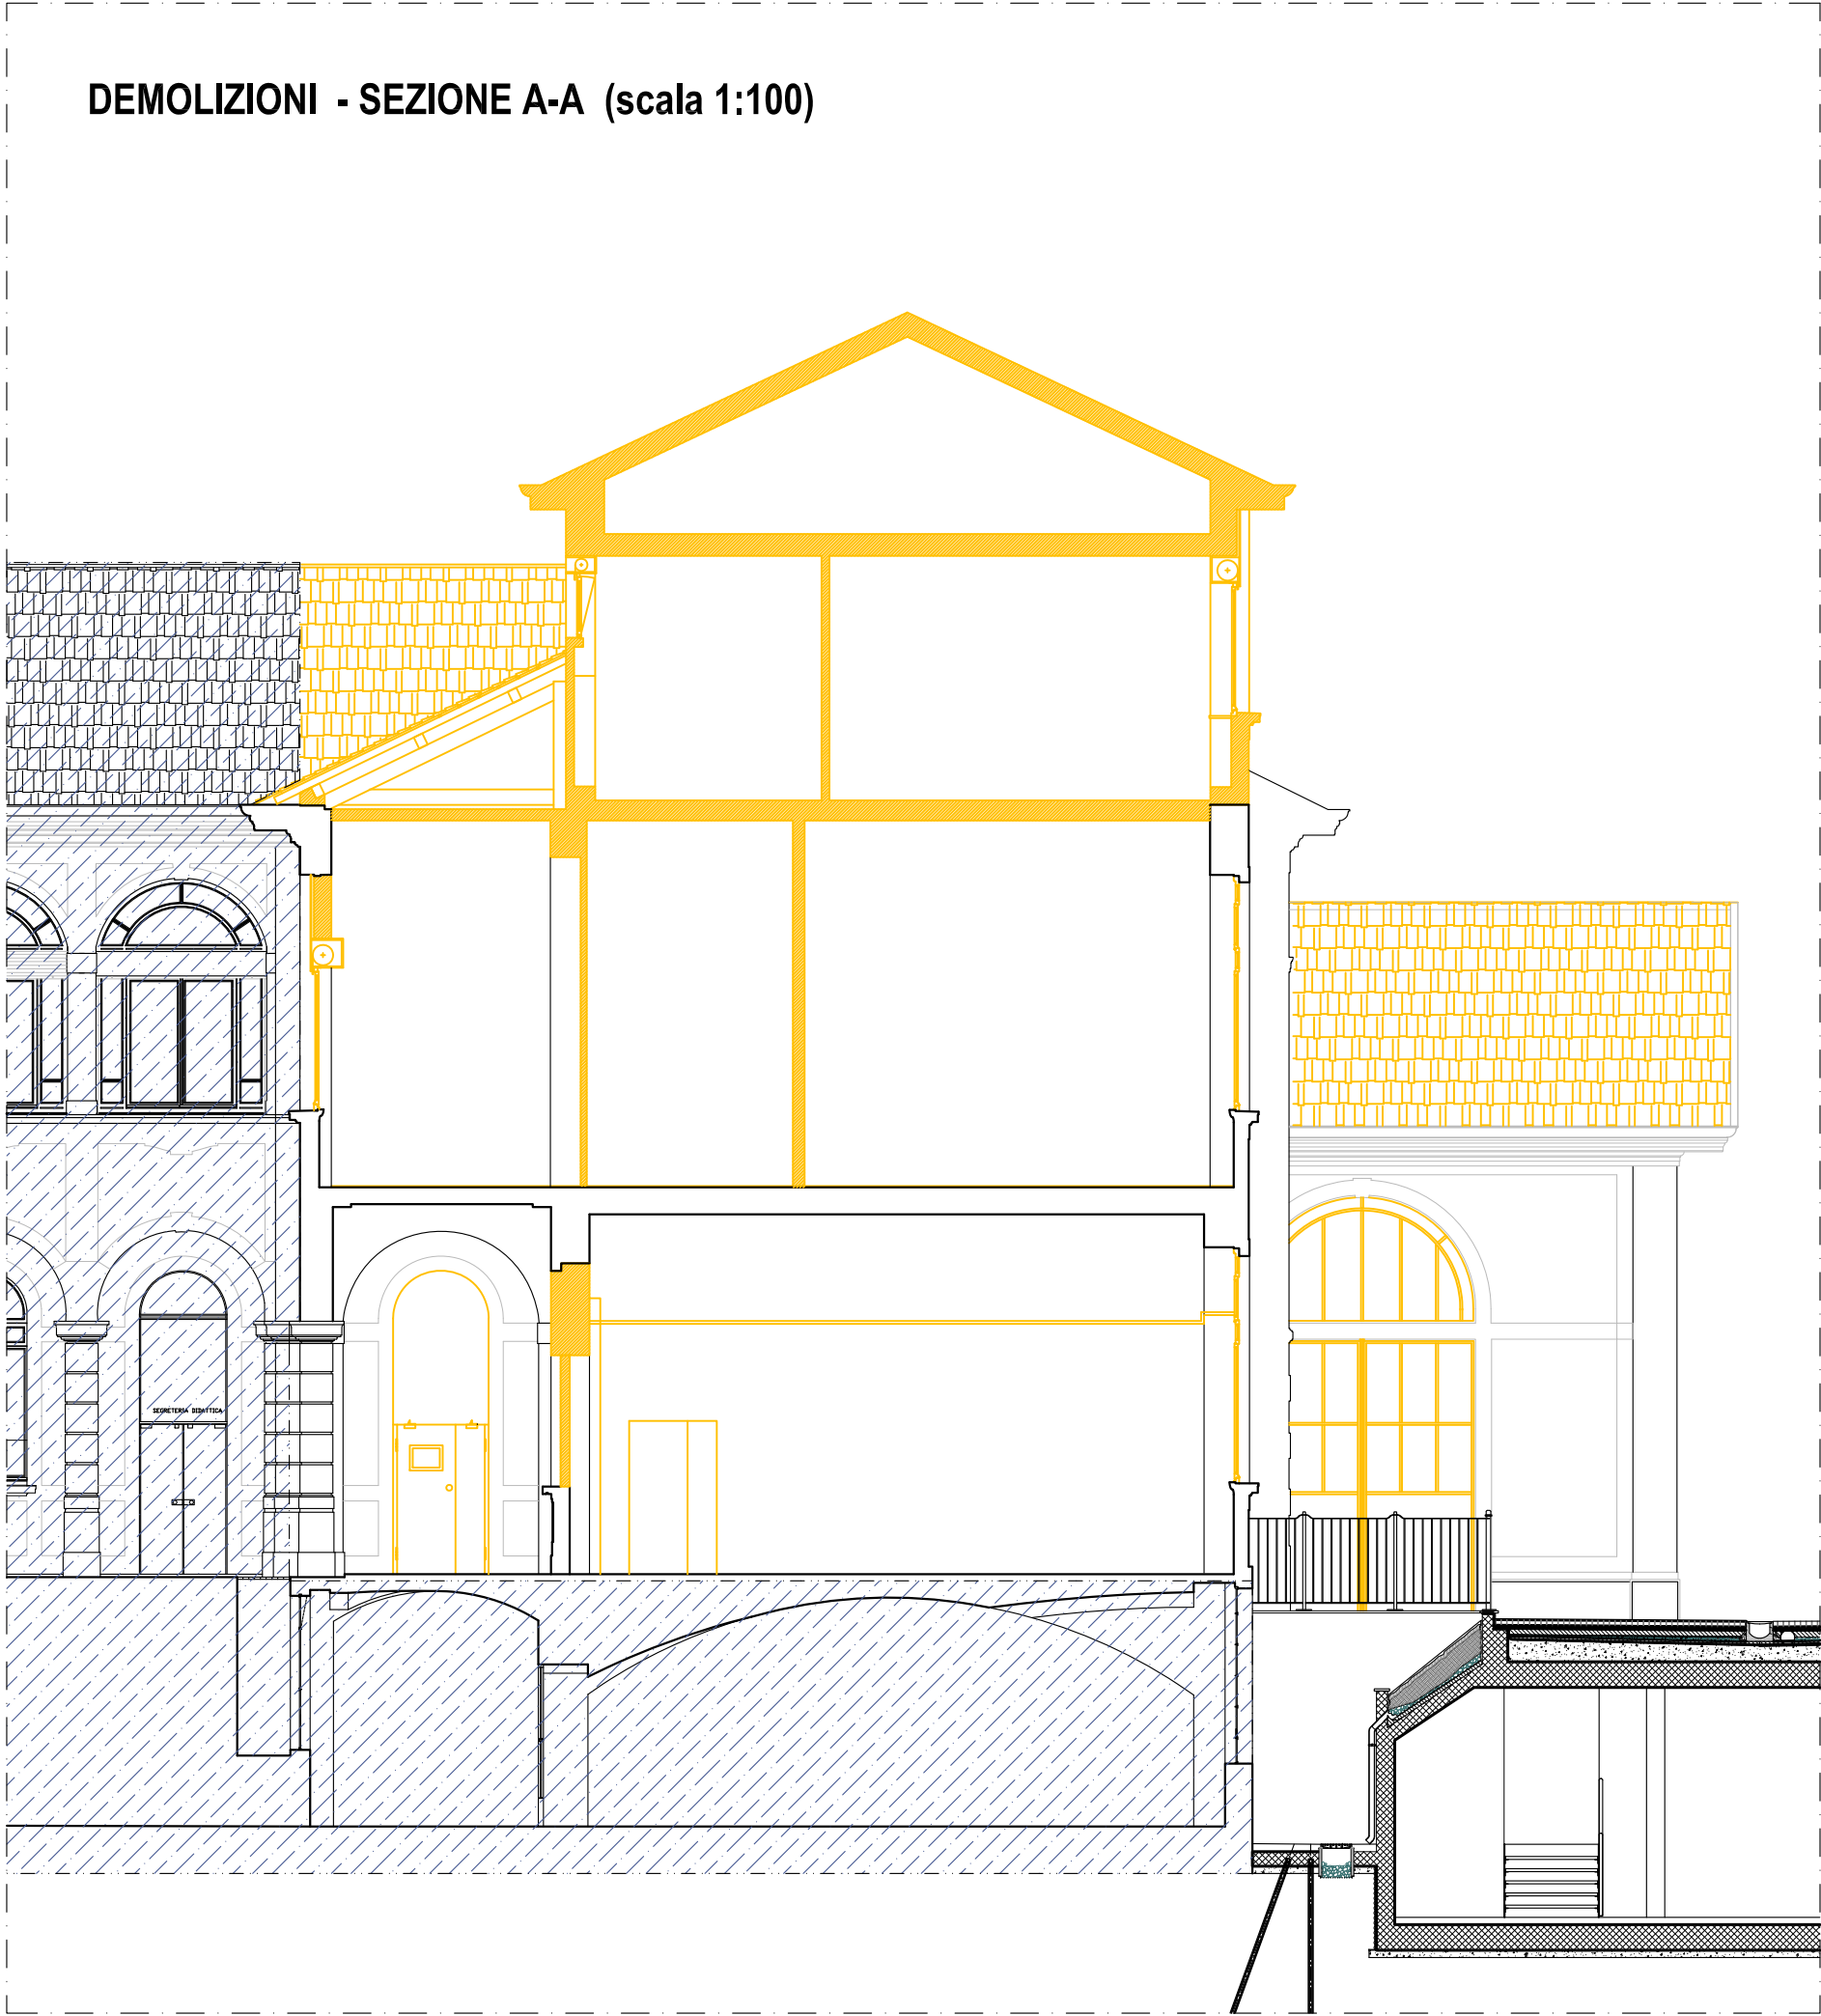 DEMOLIZIONI - SEZIONE A-A (scala 1:100)
SEGRETERIA DIDATTICA